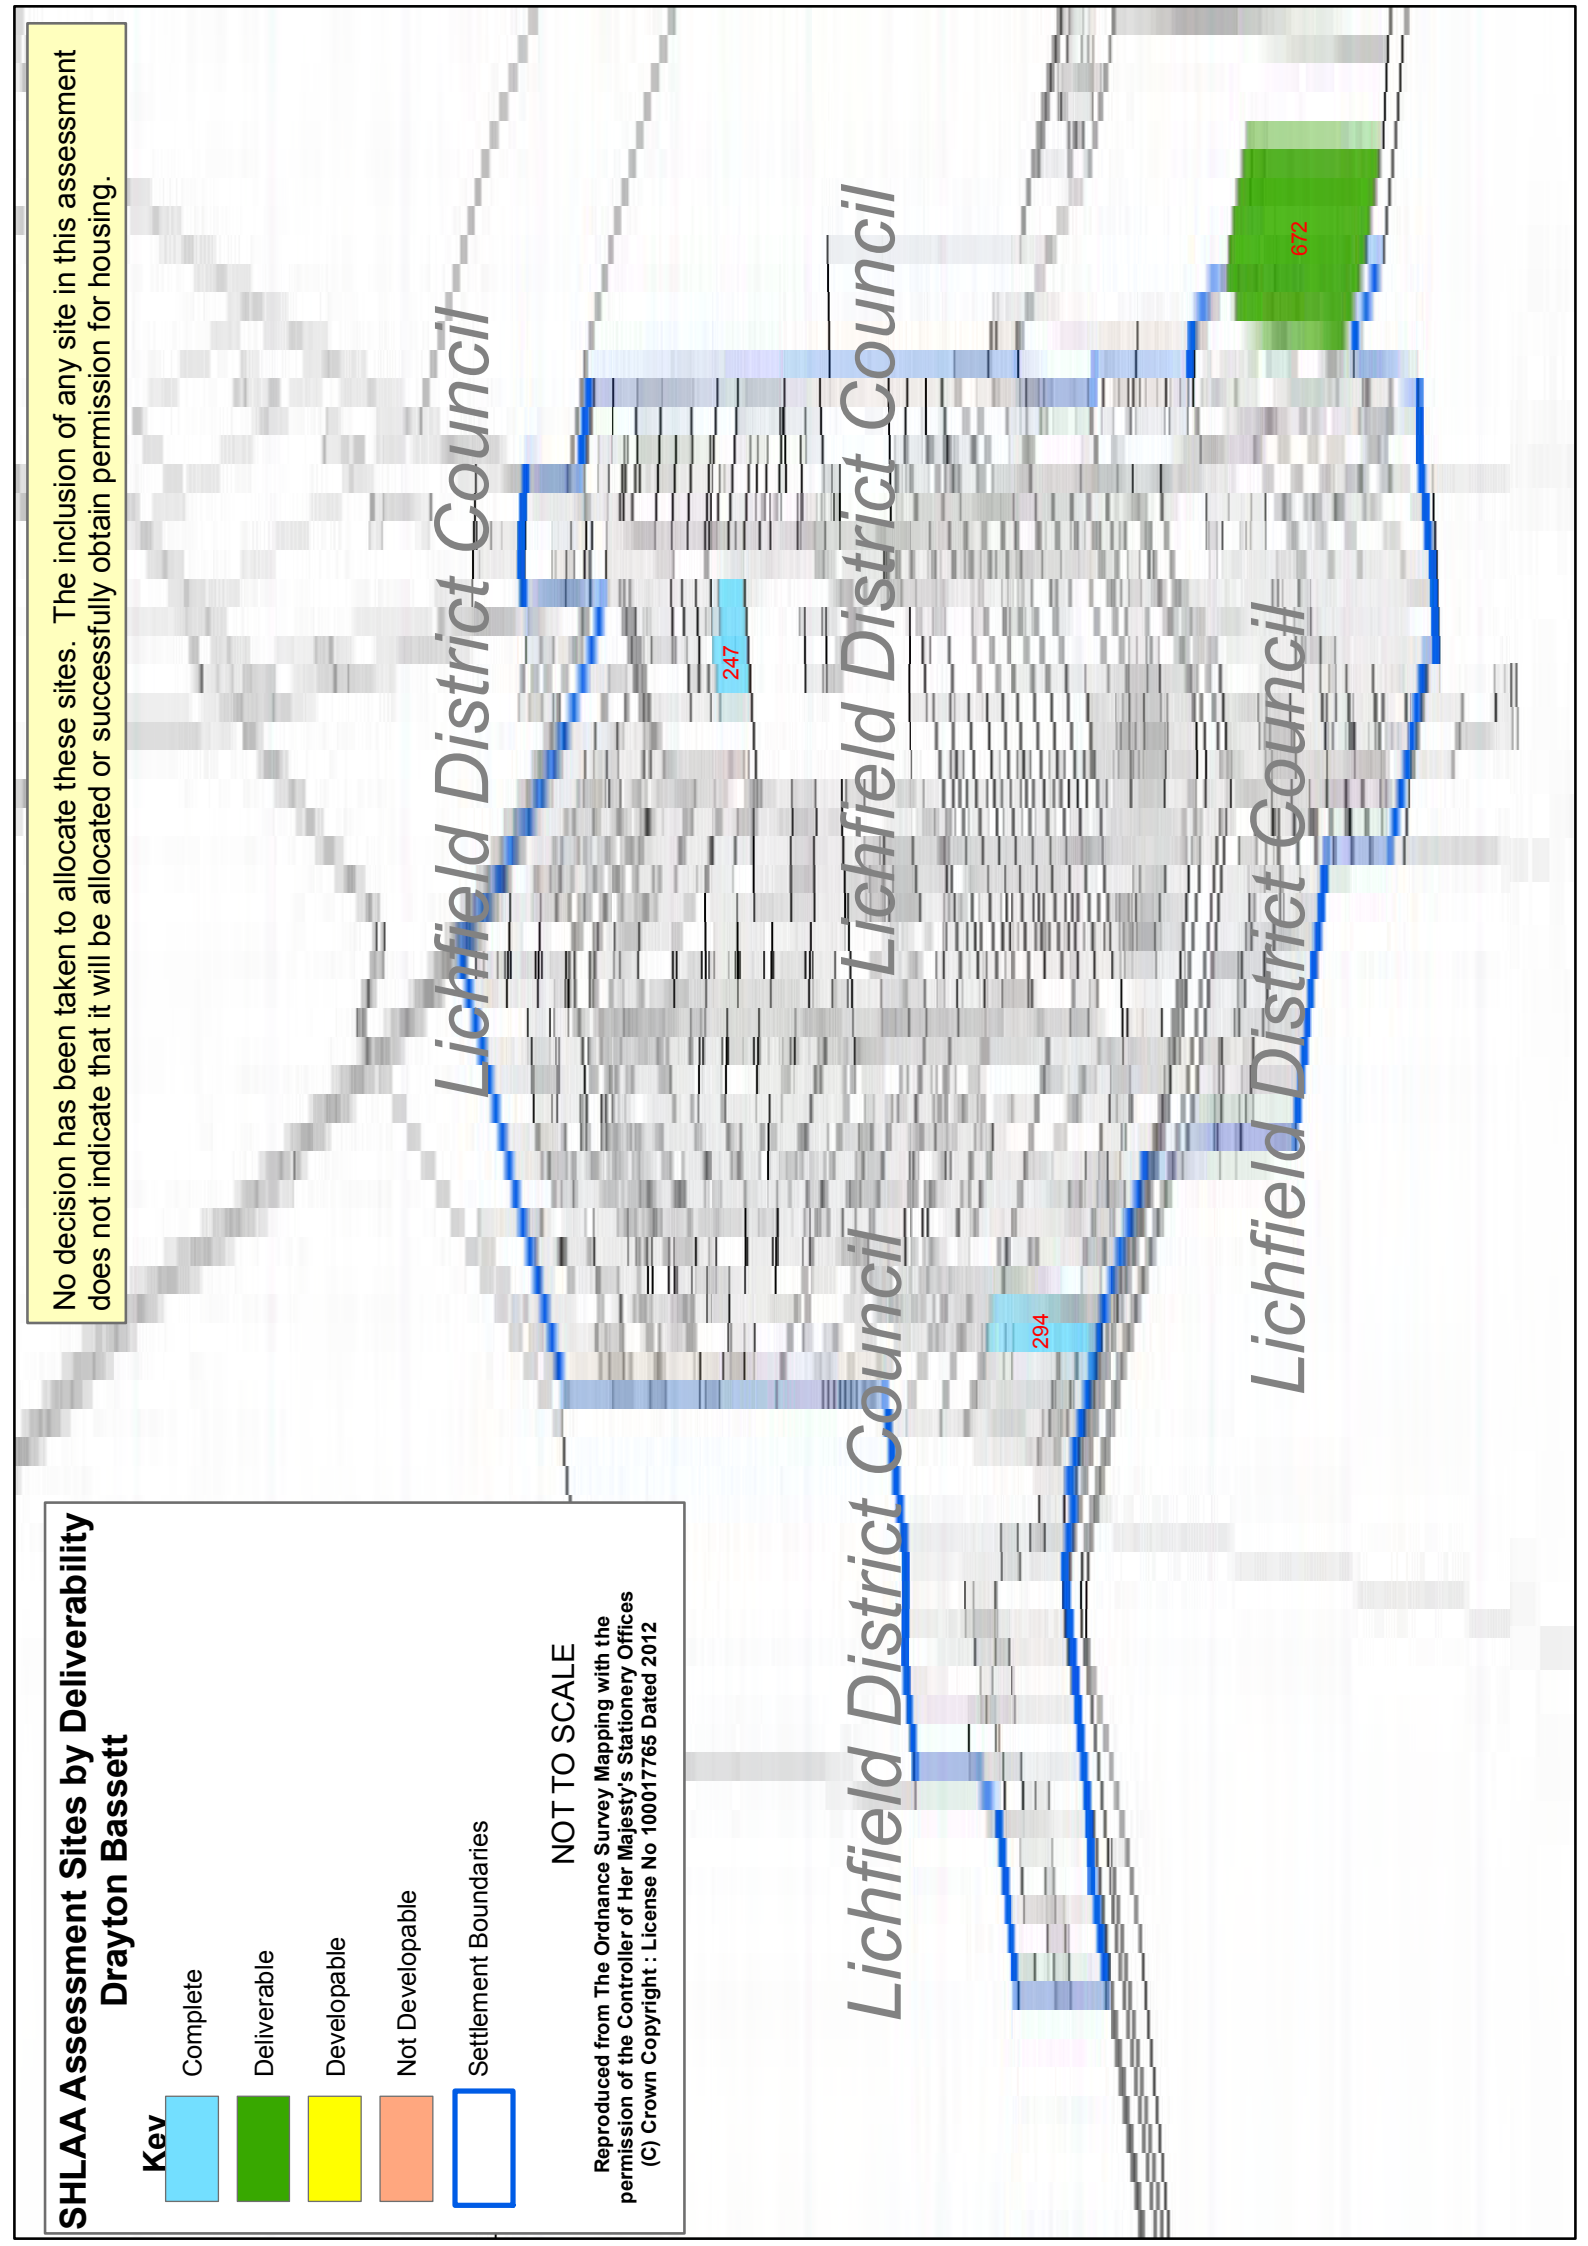 No decision has been taken to allocate these sites.  The inclusion of any site in this assessment
does not indicate that it will be allocated or successfully obtain permission for housing.
SHLAA Assessment Sites by Deliverability
Drayton Bassett
Key
Complete
Deliverable
Developable
Not Developable
Settlement Boundaries
NOT TO SCALE
Reproduced from The Ordnance Survey Mapping with the
permission of the Controller of Her Majesty's Stationery Offices
(C) Crown Copyright : License No 100017765 Dated 2012
Lichfield District Council
Lichfield District Council
Lichfield District Council
Lichfield District Council
247
294
672